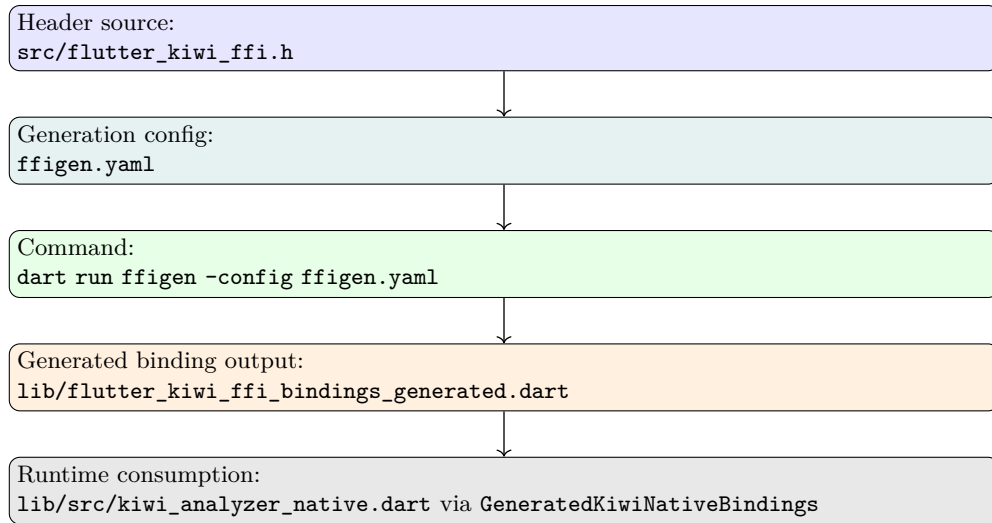 Header source:
src/flutter_kiwi_ffi.h
Generation config:
ffigen.yaml
Command:
dart run ffigen -config ffigen.yaml
Generated binding output:
lib/flutter_kiwi_ffi_bindings_generated.dart
Runtime consumption:
lib/src/kiwi_analyzer_native.dart via GeneratedKiwiNativeBindings